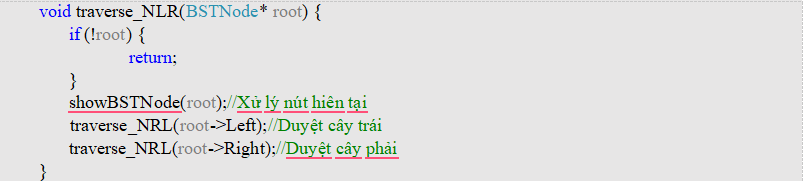 void traverse_NLR(BSTNode* root) {
if (!root) {
return;
}
showBSTNode(root);//Xử lý nút hiên tại
traverse_NRL(root->Left);//Duyệt cây trái
traverse_NRL(root->Right);//Duyệt cây phải
}